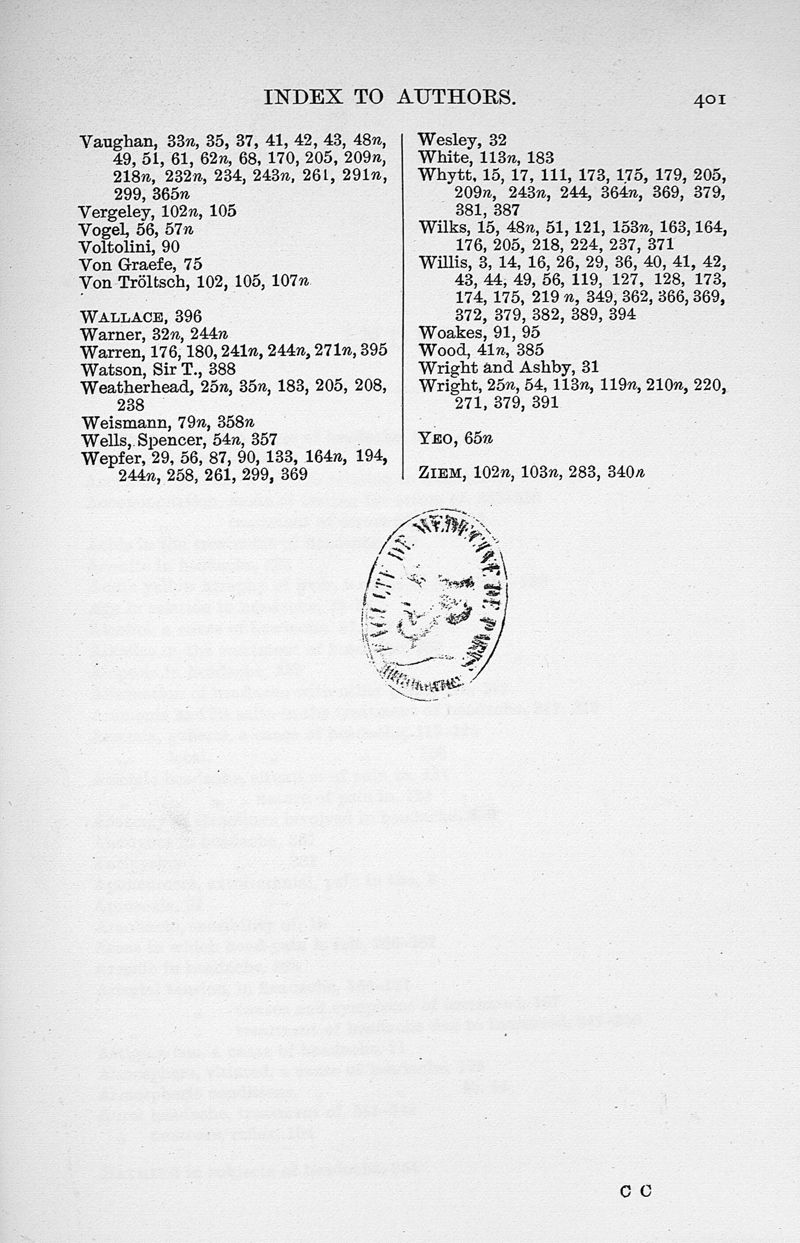 INDEX TO AUTHORS. 401
Vaughan, 33n, 35, 37, 41, 42, 43, 48n,
49, 51, 61, 62n, 68, 170, 205, 209n,
218n, 232n, 234, 243n, 261, 291n,
299, 365n
Vergeley, 102n, 105
Vogel, 56, 57n
Voltolini, 90
Von Graefe, 75
Von Tröltsch, 102, 105, 107n
WALLACE, 396
Warner, 32n, 244n
Warren, 176, 180, 241n, 244n, 271n, 395
Watson, Sir T., 388
Weatherhead, 25n, 35n, 183, 205, 208,
238
Weismann, 79n, 358n
Wells, Spencer, 54n, 357
Wepfer, 29, 56, 87, 90, 133, 164n, 194,
244n, 258, 261, 299, 369
Wesley, 32
White, 113n, 183
Whytt, 15, 17, 111, 173, 175, 179, 205,
209n, 243n, 244, 364n, 369, 379,
381, 387
Wilks, 15, 48n, 51, 121, 153n, 163, 164,
176, 205, 218, 224, 237, 371
Willis, 3, 14, 16, 26, 29, 36, 40, 41, 42,
43, 44, 49, 56, 119, 127, 128, 173,
174, 175, 219 n, 349, 362, 366, 369,
372, 379, 382, 389, 394
Woakes, 91, 95
Wood, 41n, 385
Wright and Ashby, 31
Wright, 25n, 54, 113n, 119n, 210n, 220,
271, 379, 391
YEO, 65n
ZIEM, 102n, 103n, 283, 340n
FACULTE DE MEDECINE DE PARIS
C C